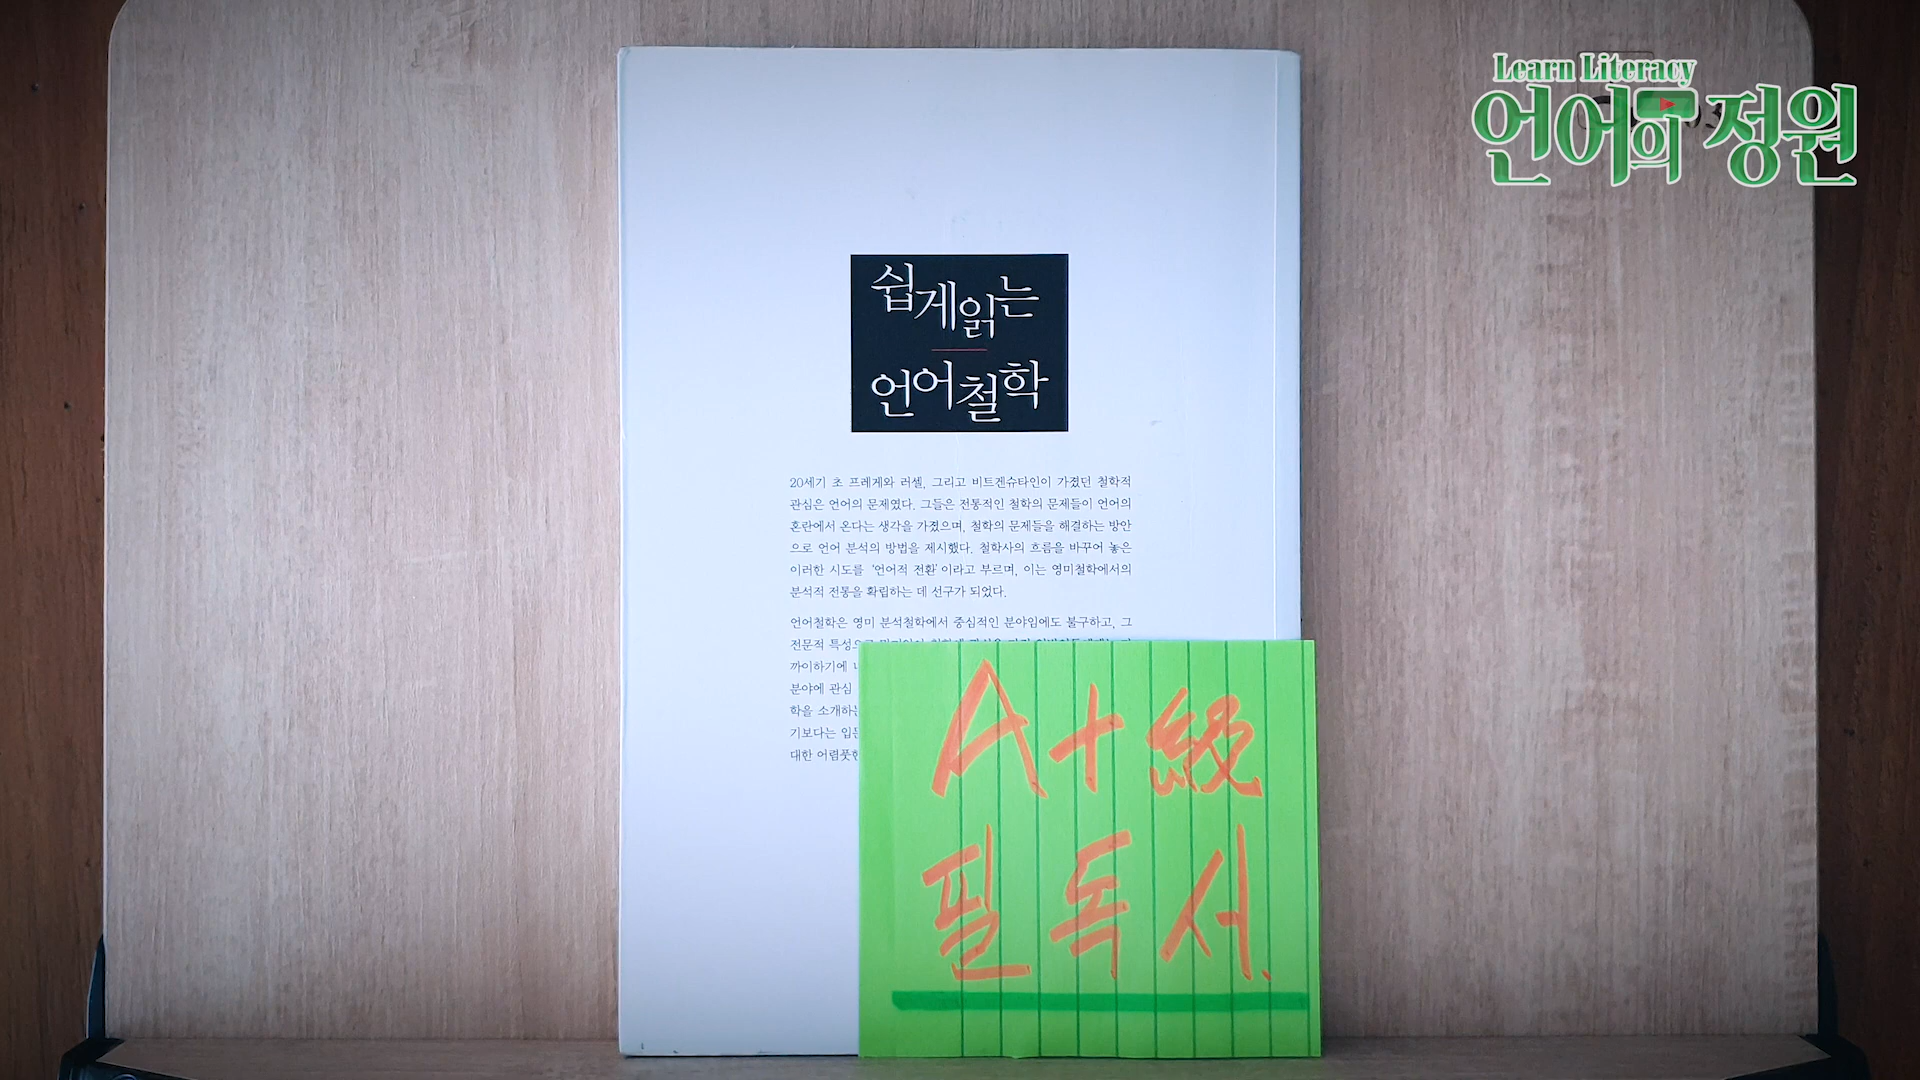 Learn Literacy
언어의 정원
쉽게읽는
언어철학
20세기 초 프레게와 러셀, 그리고 비트겐슈타인이 가졌던 철학적
관심은 언어의 문제였다. 그들은 전통적인 철학의 문제들이 언어의
혼란에서 온다는 생각을 가졌으며, 철학의 문제들을 해결하는 방안
으로 언어 분석의 방법을 제시했다. 철학사의 흐름을 바꾸어 놓은
이러한 시도를 '언어적 전환'이라고 부르며, 이는 영미철학에서의
분석적 전통을 확립하는 데 선구가 되었다.
언어철학은 영미 분석철학에서 중심적인 분야임에도 불구하고, 그
전문적 특성으로
까이하기에
분야에 관심
학을 소개하는
기보다는
대한 어렴풋한
A+級
필독서.